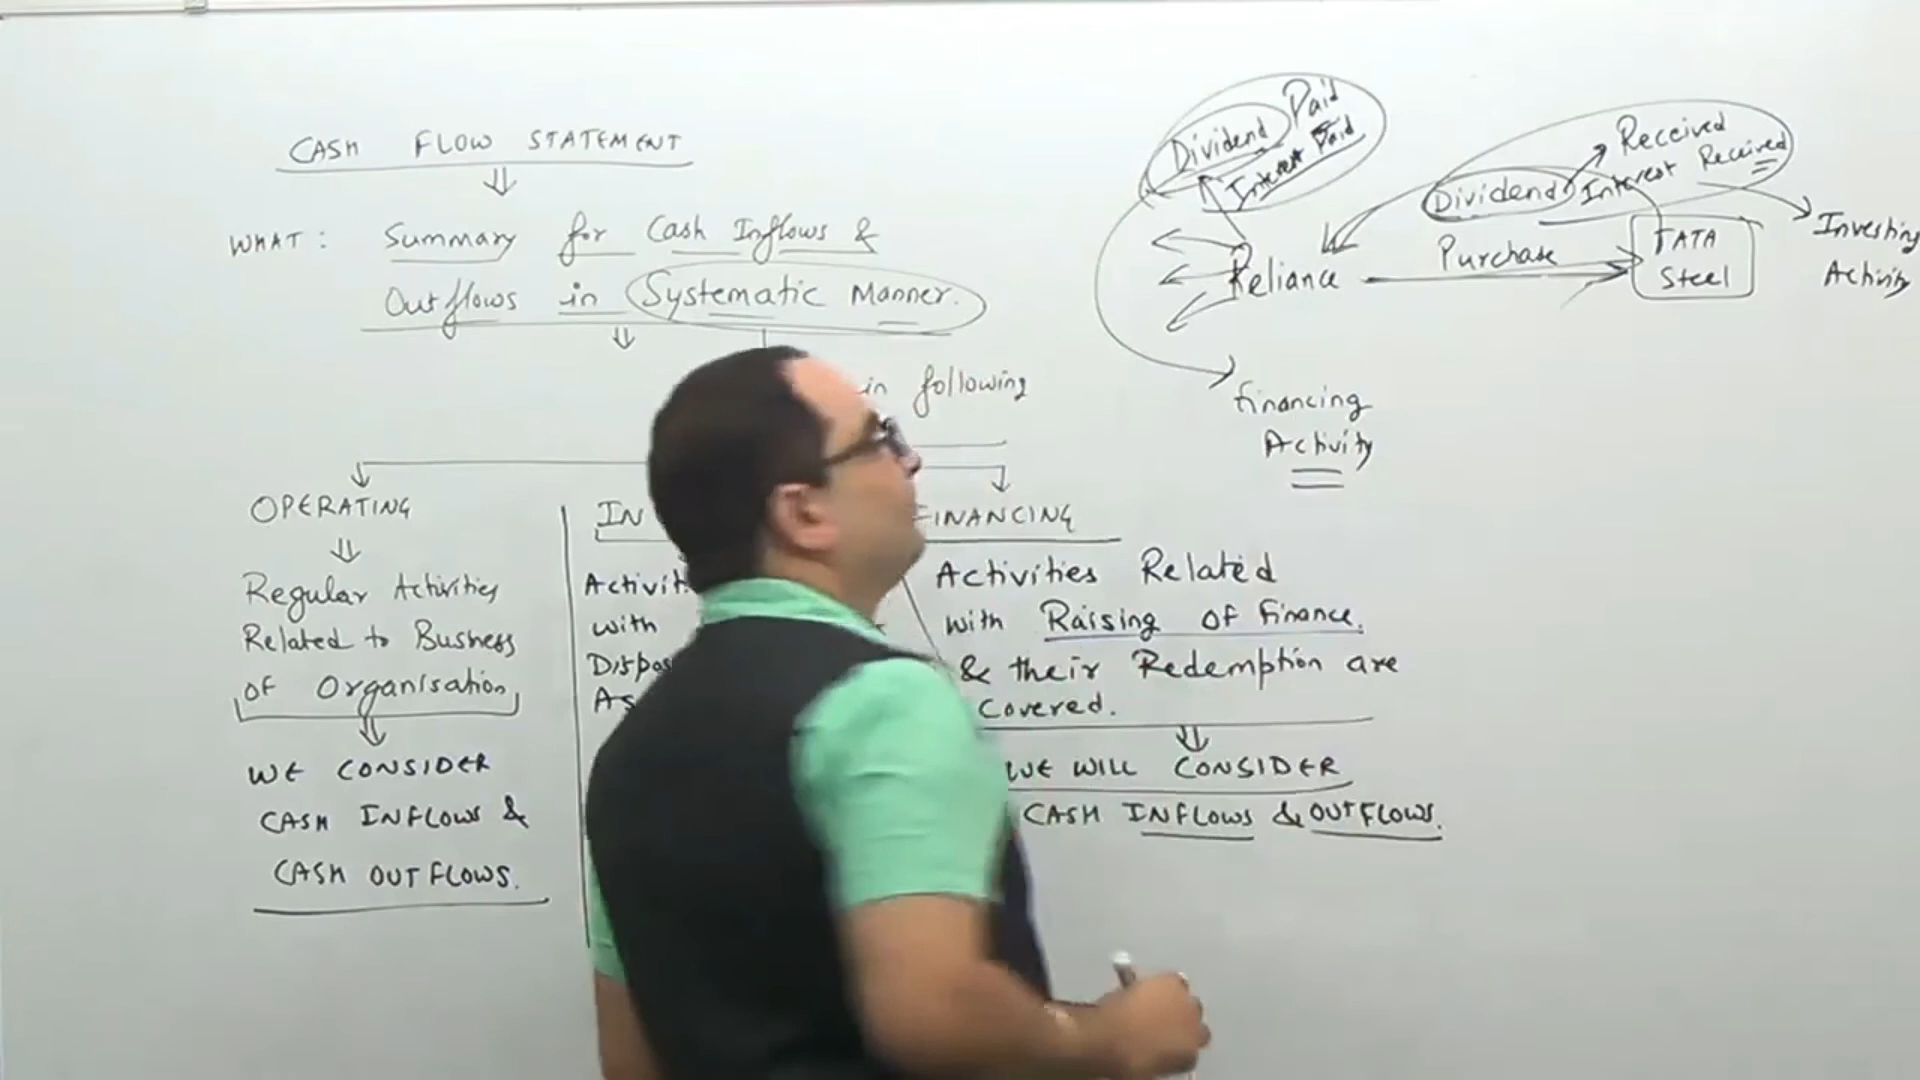 CASH FLOW STATEMENT
WHAT : Summary for Cash Inflows &
Outflows in Systematic Manner.
in following
OPERATING
Regular Activities
Related to Business
of Organisation
WE CONSIDER
CASH INFLOWS &
CASH OUTFLOWS.
IN
Activit
with
Dispos
As
FINANCING
Activities Related
with Raising of Finance.
& their Redemption are
Covered.
WE WILL CONSIDER
CASH INFLOWS & OUTFLOWS.
Dividend Paid
Interest Paid
Reliance
Financing
Activity
Purchase
Dividend Received
Interest Received
TATA
Steel
Investing
Activity